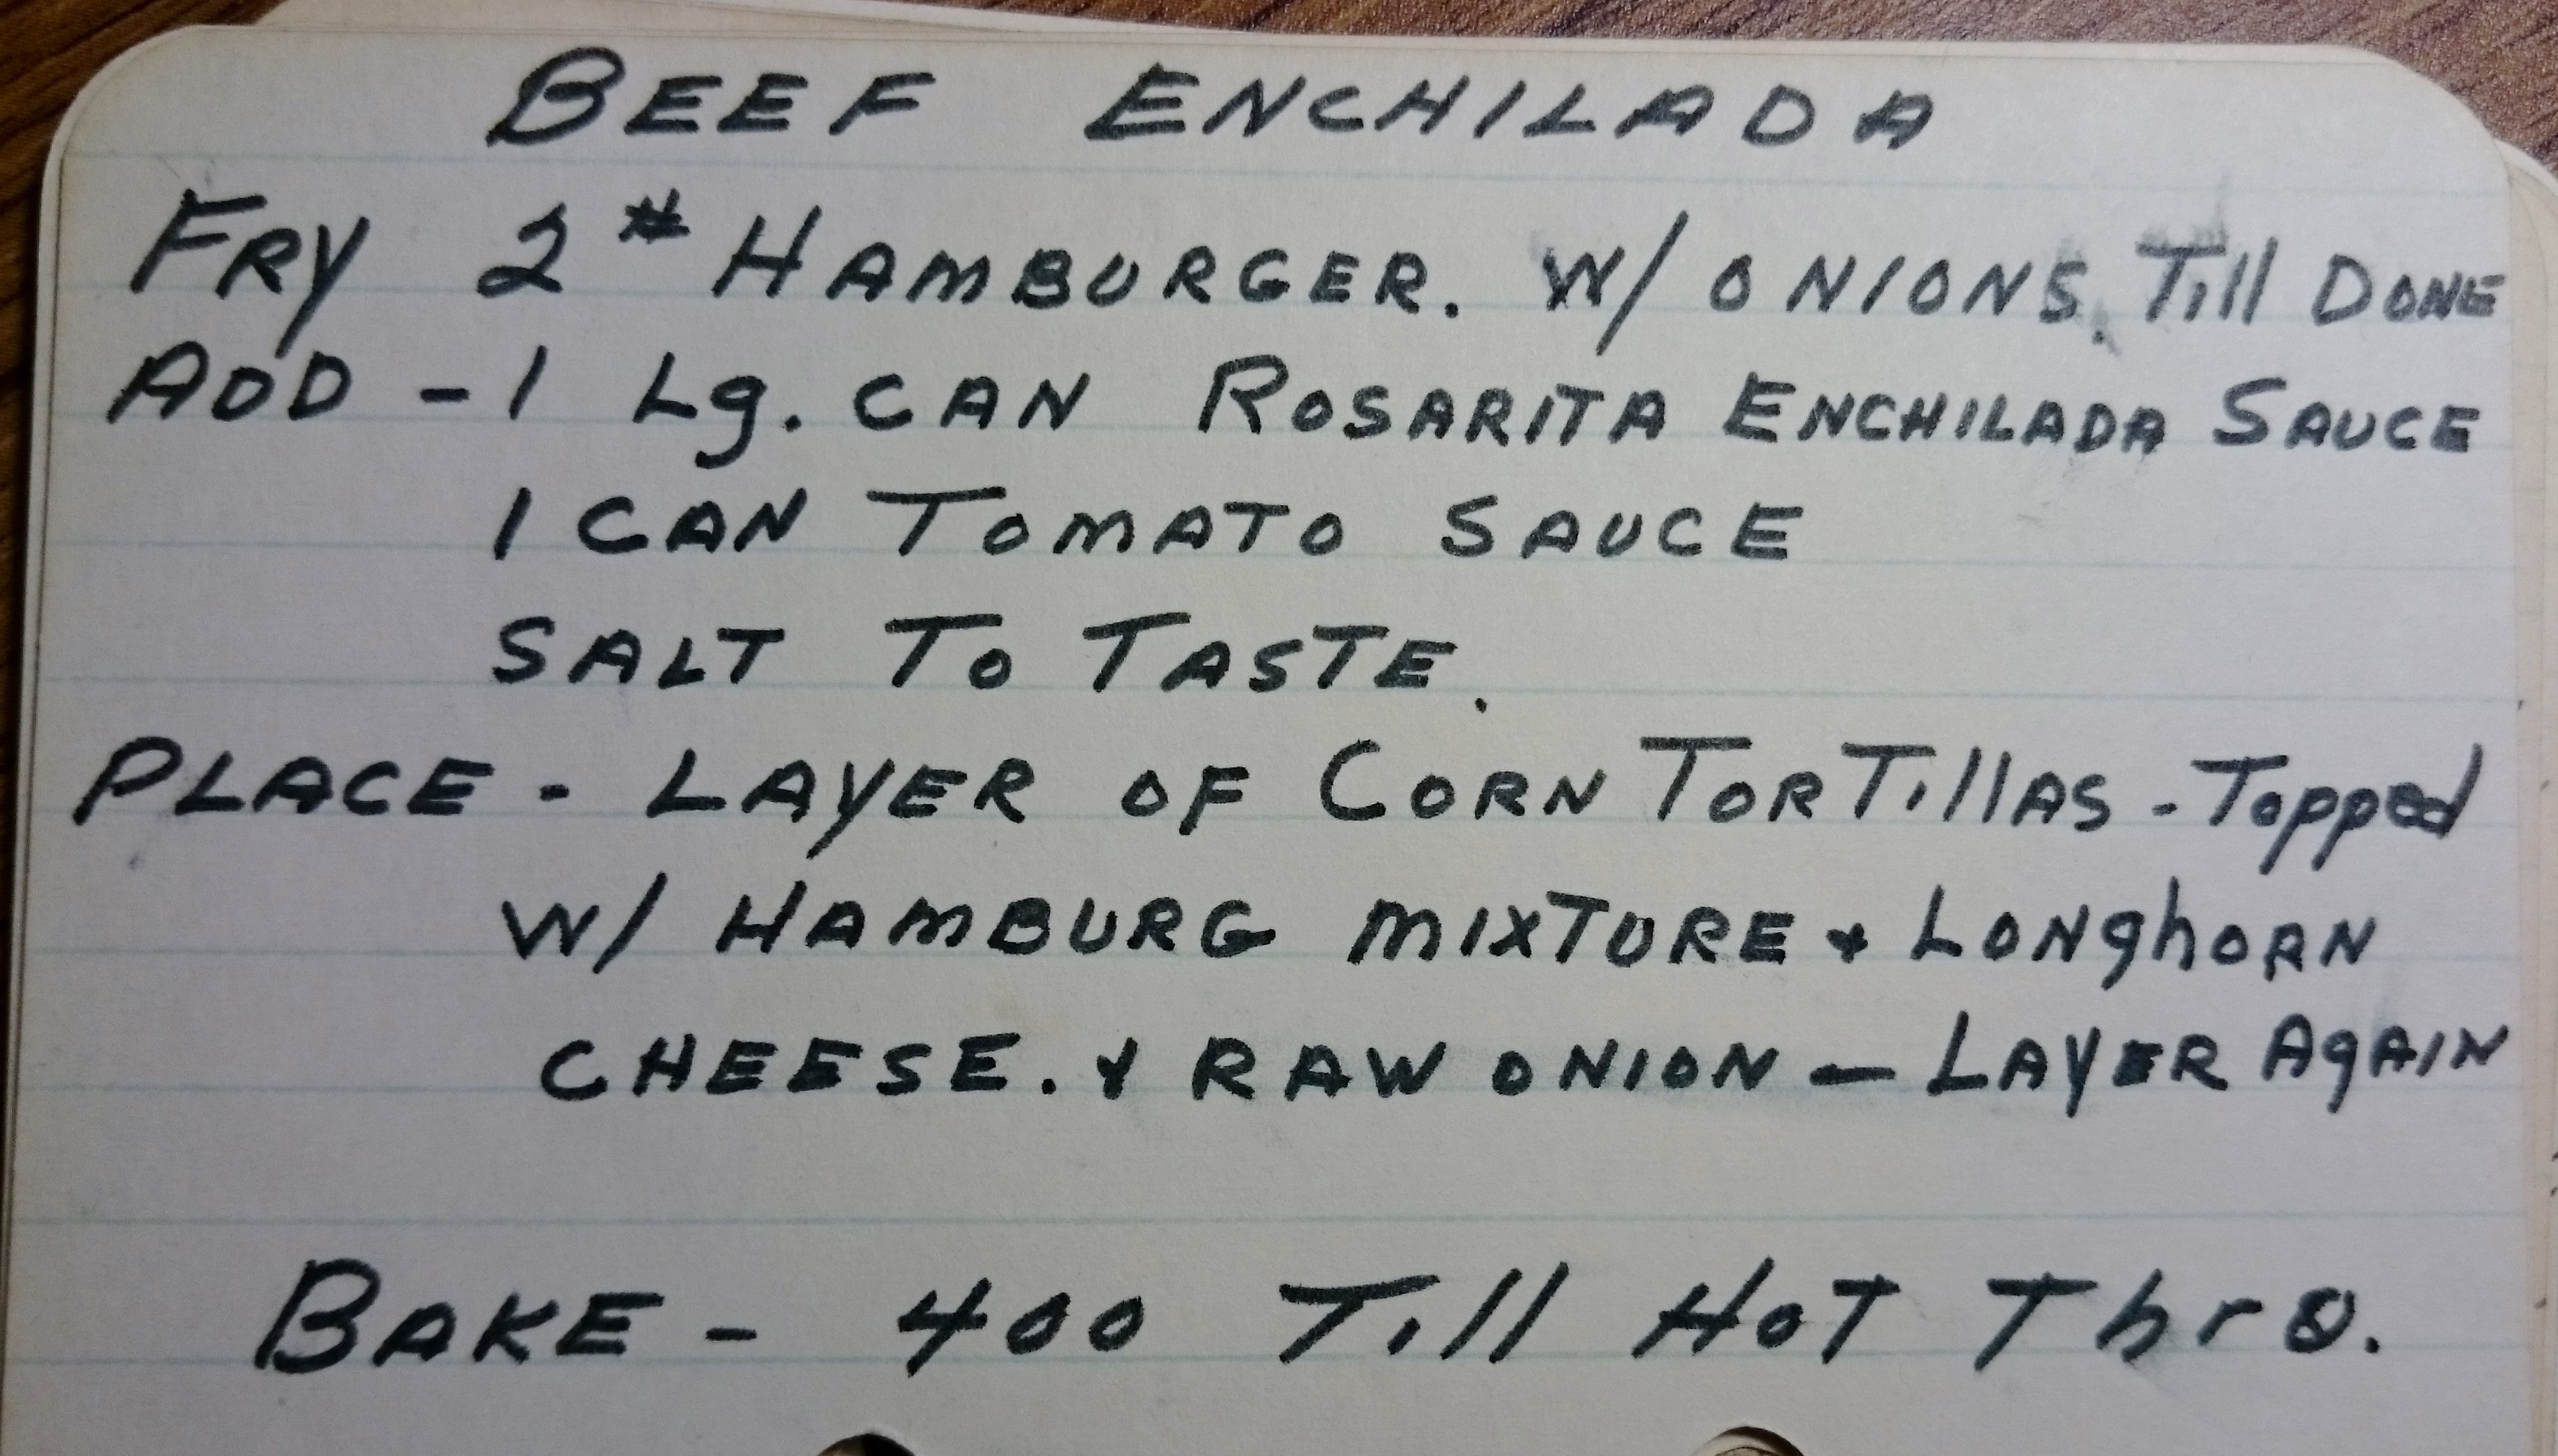 BEEF ENCHILADA
FRY 2# HAMBURGER. W/ ONIONS. Till DONE
ADD - 1 Lg. CAN ROSARITA ENCHILADA SAUCE
1 CAN TOMATO SAUCE
SALT TO TASTE.
PLACE - LAYER OF CORN TORTillAS - Topped
W/ HAMBURG MIXTURE + LONghORN
CHEESE. & RAW ONION — LAYER AgAIN
BAKE - 400 Till HOT Thro.